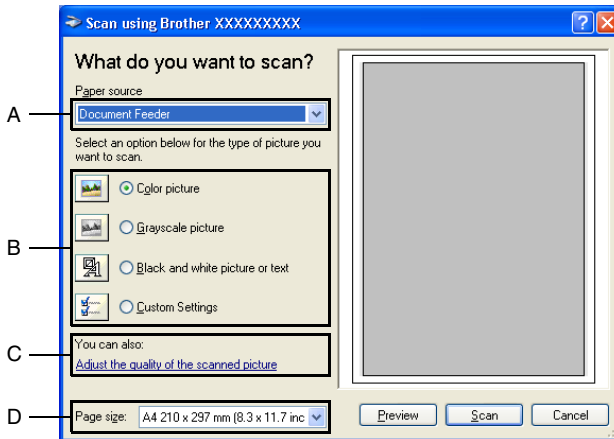 Scan using Brother XXXXXXXXX
What do you want to scan?
Paper source
A
Document Feeder
Select an option below for the type of picture you
want to scan.
Color picture
Grayscale picture
B
Black and white picture or text
Custom Settings
You can also:
C
Adjust the quality of the scanned picture
D
Page size: A4 210 x 297 mm (8.3 x 11.7 inc
Preview Scan Cancel